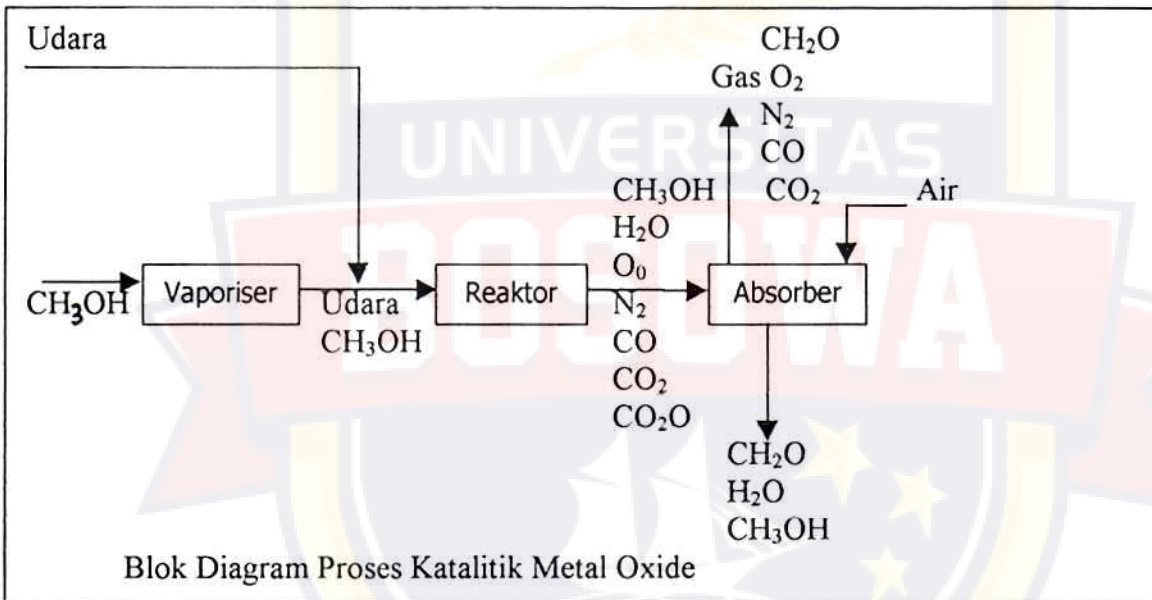 Udara
CH₂O
Gas O₂
N₂
CO
CO₂
Air
CH₃OH
H₂O
O₀
N₂
CO
CO₂
CO₂O
CH₃OH
Vaporiser
Udara
CH₃OH
Reaktor
Absorber
CH₂O
H₂O
CH₃OH
Blok Diagram Proses Katalitik Metal Oxide
UNIVERSITAS
BOSOWA